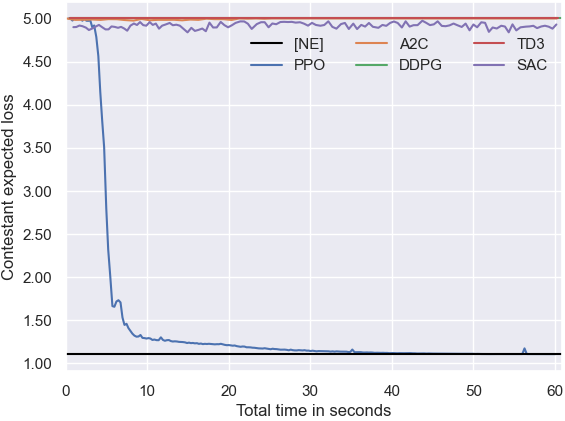 5.00
4.50
4.00
3.50
3.00
2.50
2.00
1.50
1.00
Contestant expected loss
[NE] A2C TD3
PPO DDPG SAC
0 10 20 30 40 50 60
Total time in seconds